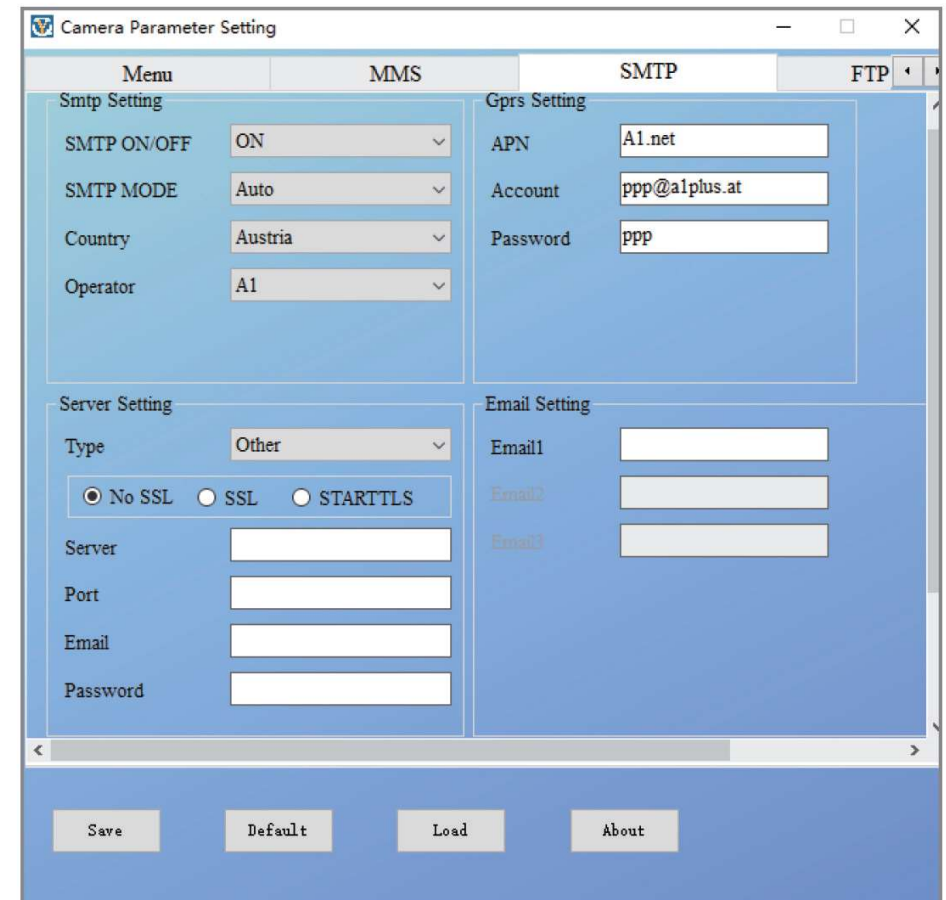 Camera Parameter Setting
Menu MMS SMTP FTP
Smtp Setting
SMTP ON/OFF ON
SMTP MODE Auto
Country Austria
Operator A1
Gprs Setting
APN A1.net
Account ppp@a1plus.at
Password ppp
Server Setting
Type Other
No SSL SSL STARTTLS
Server
Port
Email
Password
Email Setting
Email1
Email2
Email3
Save Default Load About